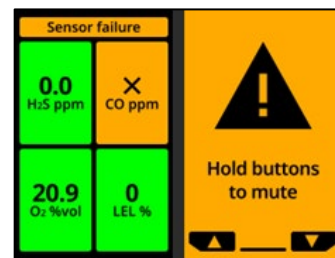 Sensor failure
0.0
H₂S ppm
×
CO ppm
20.9
O₂ %vol
0
LEL %
!
Hold buttons
to mute